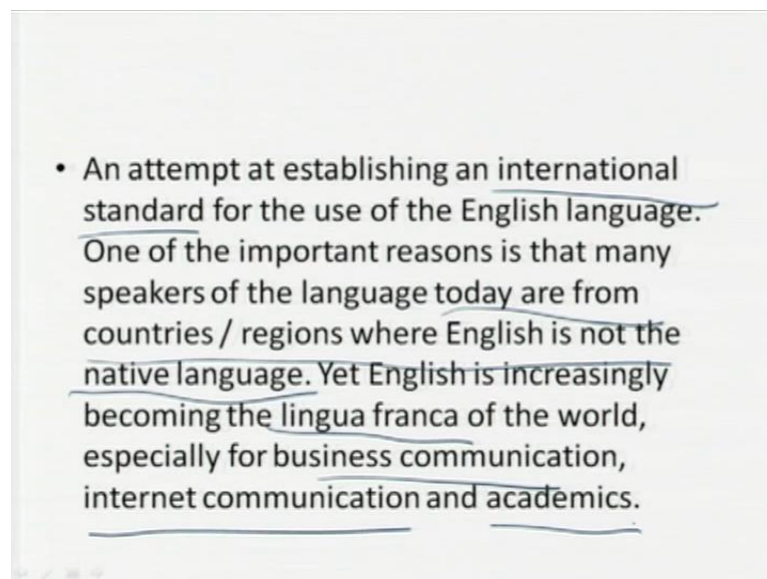 • An attempt at establishing an international
standard for the use of the English language.
One of the important reasons is that many
speakers of the language today are from
countries / regions where English is not the
native language. Yet English is increasingly
becoming the lingua franca of the world,
especially for business communication,
internet communication and academics.